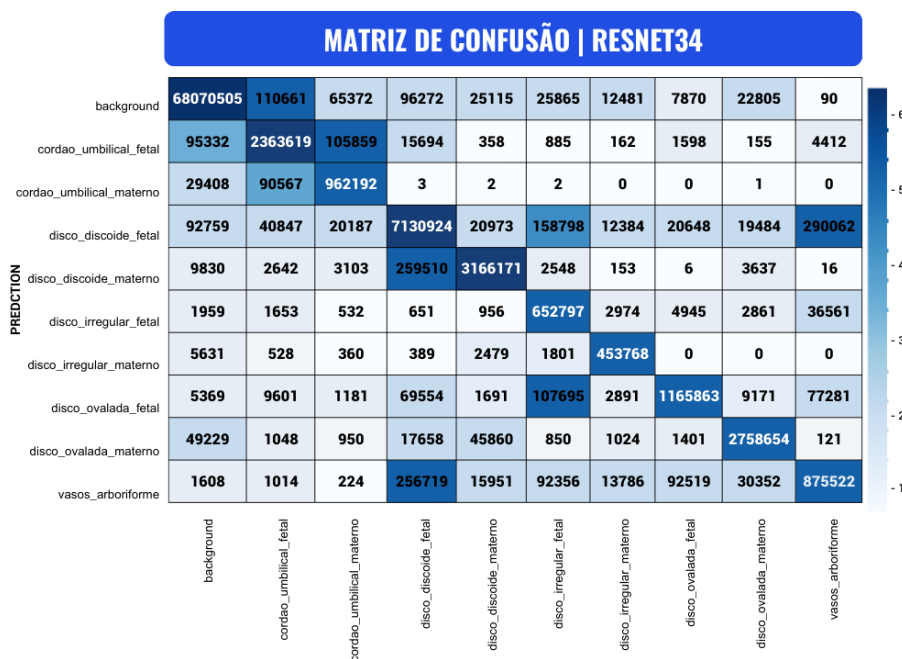 MATRIZ DE CONFUSÃO | RESNET34
background 68070505 110661 65372 96272 25115 25865 12481 7870 22805 90
cordao_umbilical_fetal 95332 2363619 105859 15694 358 885 162 1598 155 4412
cordao_umbilical_materno 29408 90567 962192 3 2 2 0 0 1 0
disco_discoide_fetal 92759 40847 20187 7130924 20973 158798 12384 20648 19484 290062
disco_discoide_materno 9830 2642 3103 259510 3166171 2548 153 6 3637 16
disco_irregular_fetal 1959 1653 532 651 956 652797 2974 4945 2861 36561
disco_irregular_materno 5631 528 360 389 2479 1801 453768 0 0 0
disco_ovalada_fetal 5369 9601 1181 69554 1691 107695 2891 1165863 9171 77281
disco_ovalada_materno 49229 1048 950 17658 45860 850 1024 1401 2758654 121
vasos_arboriforme 1608 1014 224 256719 15951 92356 13786 92519 30352 875522
PREDCTION
background
cordao_umbilical_fetal
cordao_umbilical_materno
disco_discoide_fetal
disco_discoide_materno
disco_irregular_fetal
disco_irregular_materno
disco_ovalada_fetal
disco_ovalada_materno
vasos_arboriforme
- 6
- 5
- 4
- 3
- 2
- 1